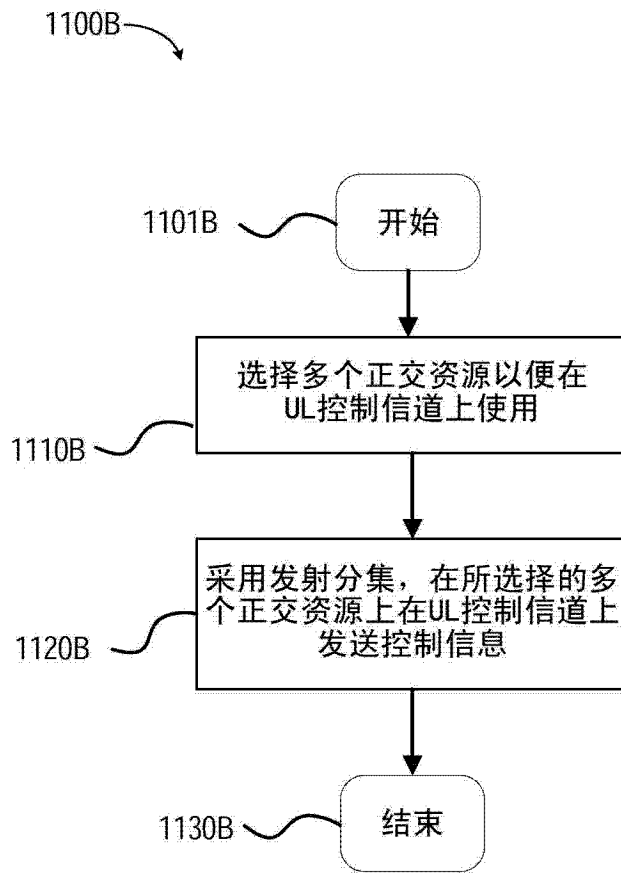 1100B
1101B
开始
选择多个正交资源以便在
UL控制信道上使用
1110B
采用发射分集，在所选择的多
个正交资源上在UL控制信道上
发送控制信息
1120B
结束
1130B